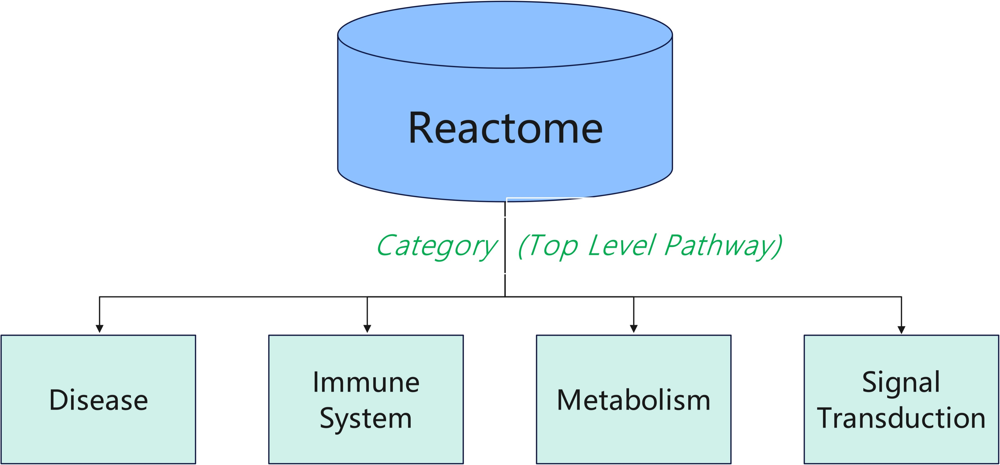 Reactome
Category (Top Level Pathway)
Disease
Immune
System
Metabolism
Signal
Transduction